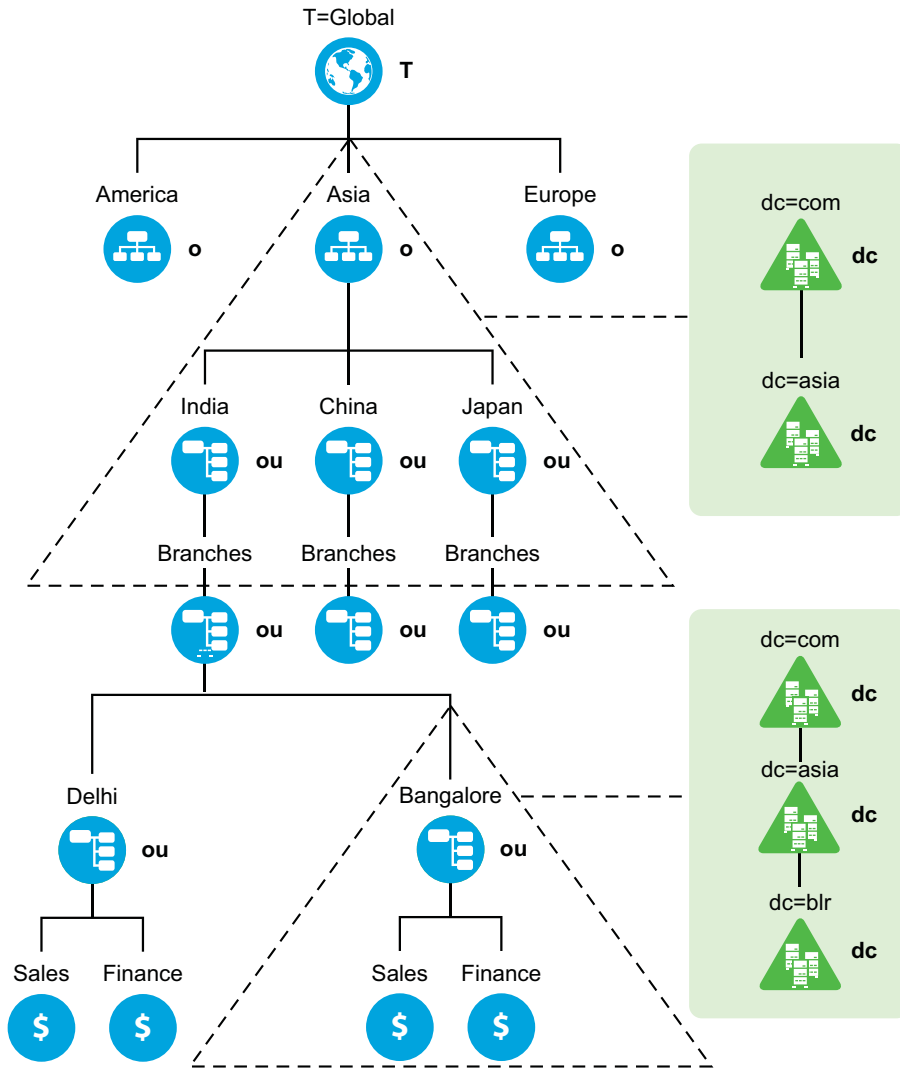 T=Global
T
America
Asia
Europe
o
o
o
dc=com
dc
dc=asia
dc
India
China
Japan
ou
ou
ou
Branches
Branches
Branches
ou
ou
ou
dc=com
dc
dc=asia
dc
dc=blr
dc
Delhi
Bangalore
ou
ou
Sales
Finance
Sales
Finance
$
$
$
$